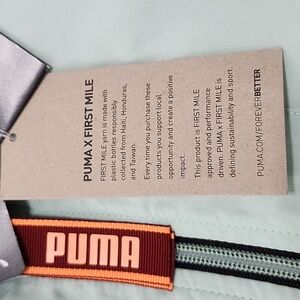 PUMA X FIRST MILE
FIRST MILE yarn is made with
plastic bottles responsibly
collected from Haiti, Honduras,
and Taiwan.
Every time you purchase these
products you support local
opportunity and create a positive
impact.
This product is FIRST MILE
approved and performance
driven. PUMA x FIRST MILE is
defining sustainability and sport.
PUMA.COM/FOREVERBETTER
PUMA